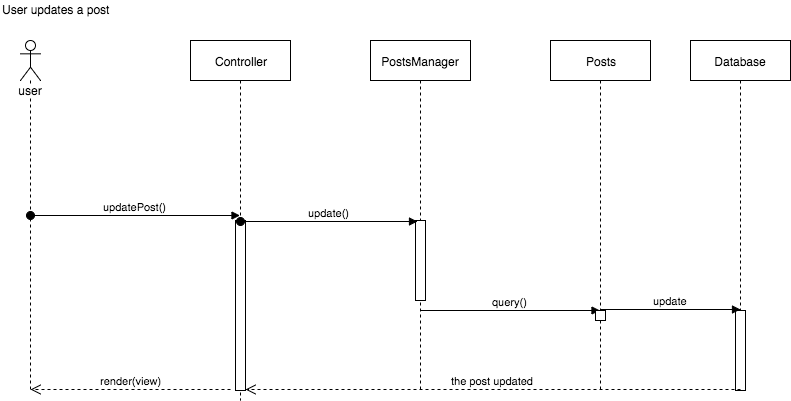 User updates a post
user
Controller
PostsManager
Posts
Database
updatePost()
update()
query()
update
render(view)
the post updated